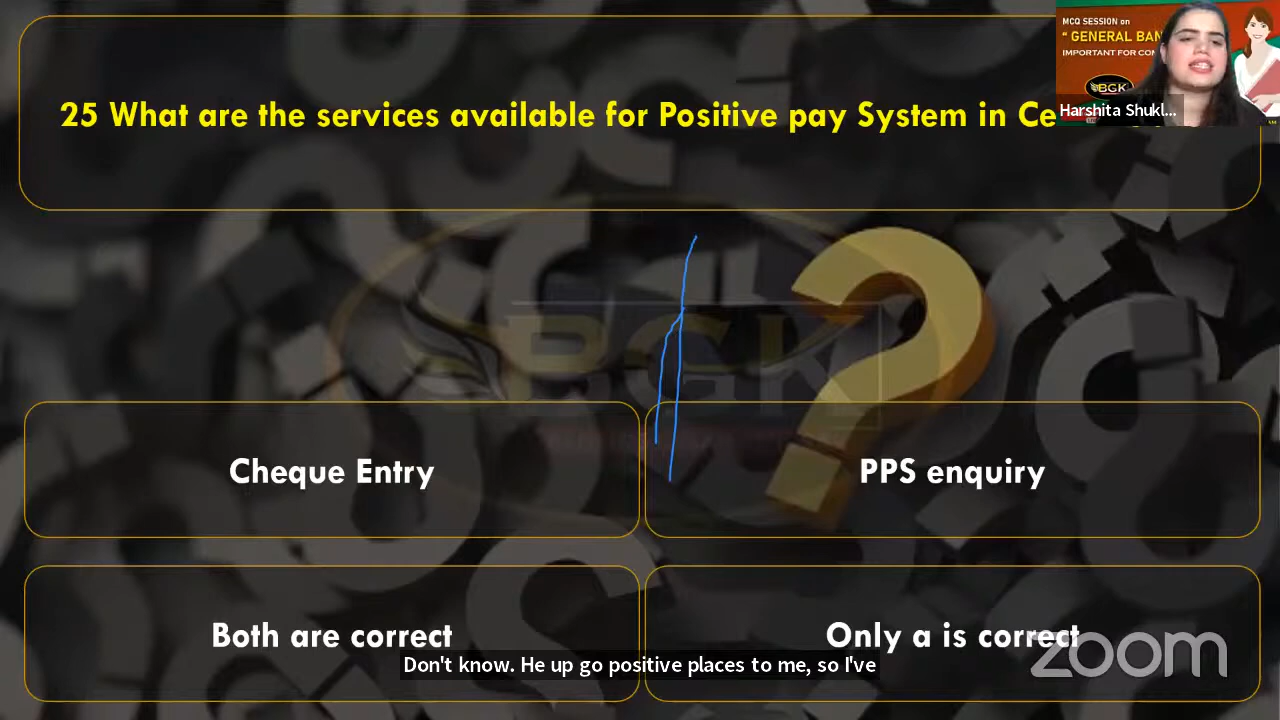 MCQ SESSION on
" GENERAL BAN
IMPORTANT FOR CO
BGK
Harshita Shukl...
25 What are the services available for Positive pay System in Ce
BGK
Cheque Entry
PPS enquiry
Both are correct
Only a is correct
Don't know. He up go positive places to me, so I've
zoom